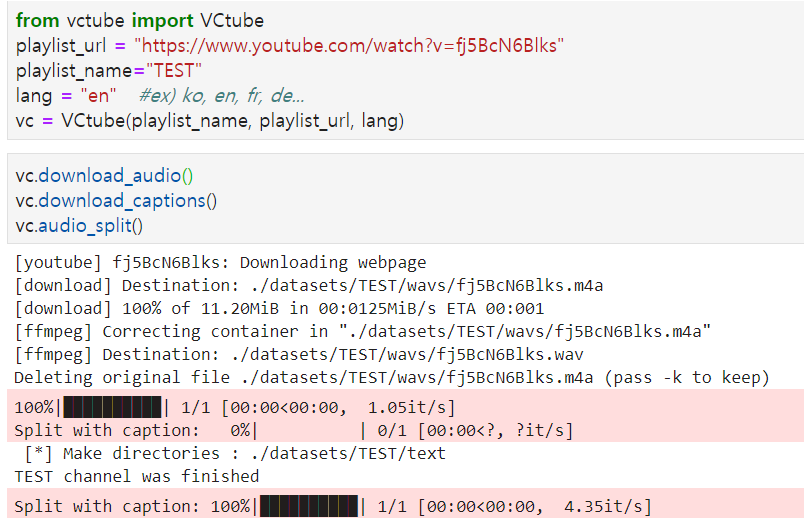 from vctube import VCtube
playlist_url = "https://www.youtube.com/watch?v=fj5BcN6Blks"
playlist_name="TEST"
lang = "en" #ex) ko, en, fr, de...
vc = VCtube(playlist_name, playlist_url, lang)
vc.download_audio()
vc.download_captions()
vc.audio_split()
[youtube] fj5BcN6Blks: Downloading webpage
[download] Destination: ./datasets/TEST/wavs/fj5BcN6Blks.m4a
[download] 100% of 11.20MiB in 00:0125MiB/s ETA 00:001
[ffmpeg] Correcting container in "./datasets/TEST/wavs/fj5BcN6Blks.m4a"
[ffmpeg] Destination: ./datasets/TEST/wavs/fj5BcN6Blks.wav
Deleting original file ./datasets/TEST/wavs/fj5BcN6Blks.m4a (pass -k to keep)
100%|██████████| 1/1 [00:00<00:00, 1.05it/s]
Split with caption: 0%| | 0/1 [00:00<?, ?it/s]
[*] Make directories : ./datasets/TEST/text
TEST channel was finished
Split with caption: 100%|██████████| 1/1 [00:00<00:00, 4.35it/s]